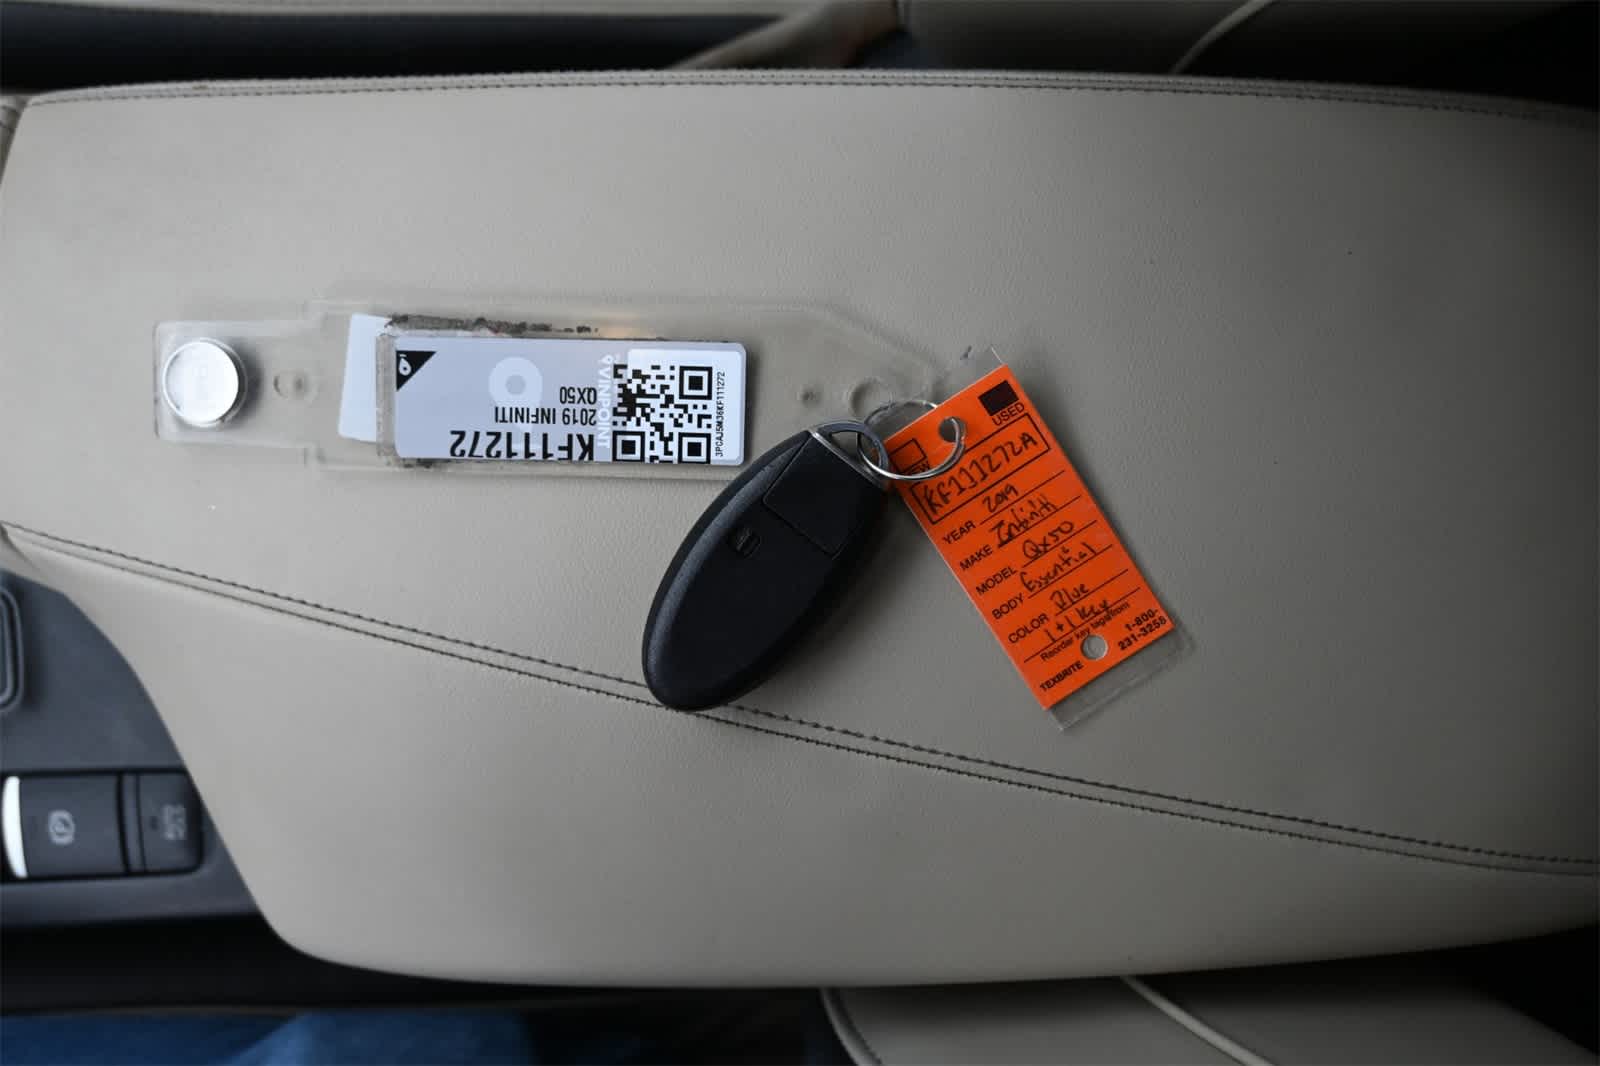 KF111272
2019 INFINITI
QX50
VINPOINT
3PCAJ5M36KF111272
USED
KF111272A
YEAR 2019
MAKE Infiniti
MODEL QX50
BODY Essential
COLOR Blue
1+1 Key
Reorder key tags from
TEXBRITE 1-800-
231-3258